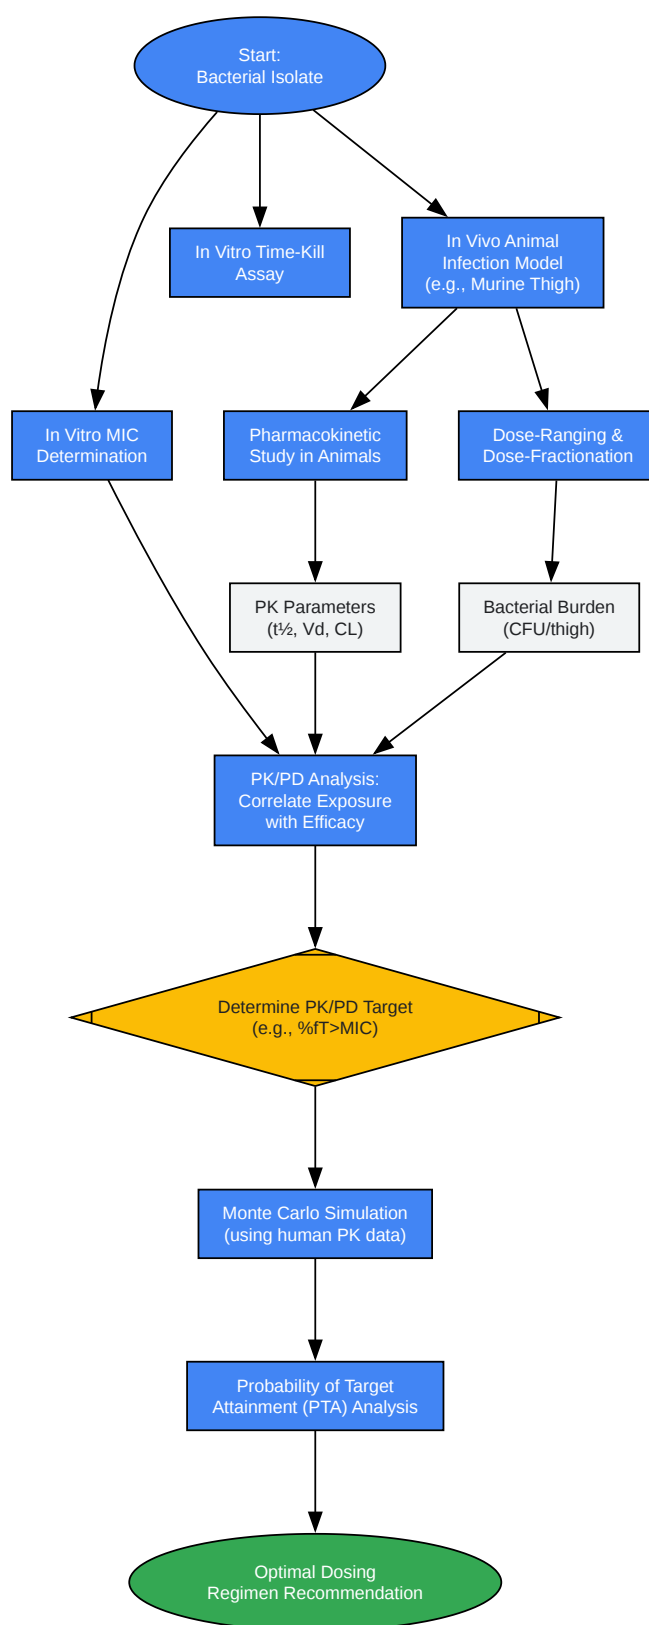 Start:
Bacterial Isolate
In Vitro Time-Kill
Assay
In Vivo Animal
Infection Model
(e.g., Murine Thigh)
In Vitro MIC
Determination
Pharmacokinetic
Study in Animals
Dose-Ranging &
Dose-Fractionation
PK Parameters
(t½, Vd, CL)
Bacterial Burden
(CFU/thigh)
PK/PD Analysis:
Correlate Exposure
with Efficacy
Determine PK/PD Target
(e.g., %fT>MIC)
Monte Carlo Simulation
(using human PK data)
Probability of Target
Attainment (PTA) Analysis
Optimal Dosing
Regimen Recommendation